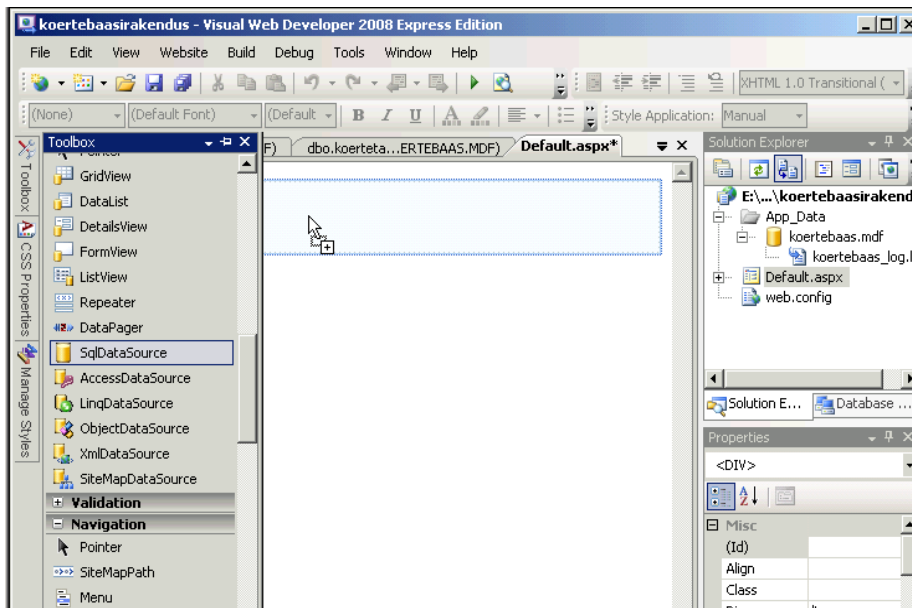 koertebaasirakendus - Visual Web Developer 2008 Express Edition
File Edit View Website Build Debug Tools Window Help
XHTML 1.0 Transitional (
(None) (Default Font) (Default Style Application: Manual
Toolbox
F) dbo.koerteta...ERTEBAAS.MDF) Default.aspx*
Toolbox
CSS Properties
Manage Styles
Pointer
GridView
DataList
DetailsView
FormView
ListView
Repeater
DataPager
SqlDataSource
AccessDataSource
LinqDataSource
ObjectDataSource
XmlDataSource
SiteMapDataSource
Validation
Navigation
Pointer
SiteMapPath
Menu
Solution Explorer
E:\...\koertebaasirakend
App_Data
koertebaas.mdf
koertebaas_log.l
Default.aspx
web.config
Solution E... Database ...
Properties
<DIV>
Misc
(Id)
Align
Class